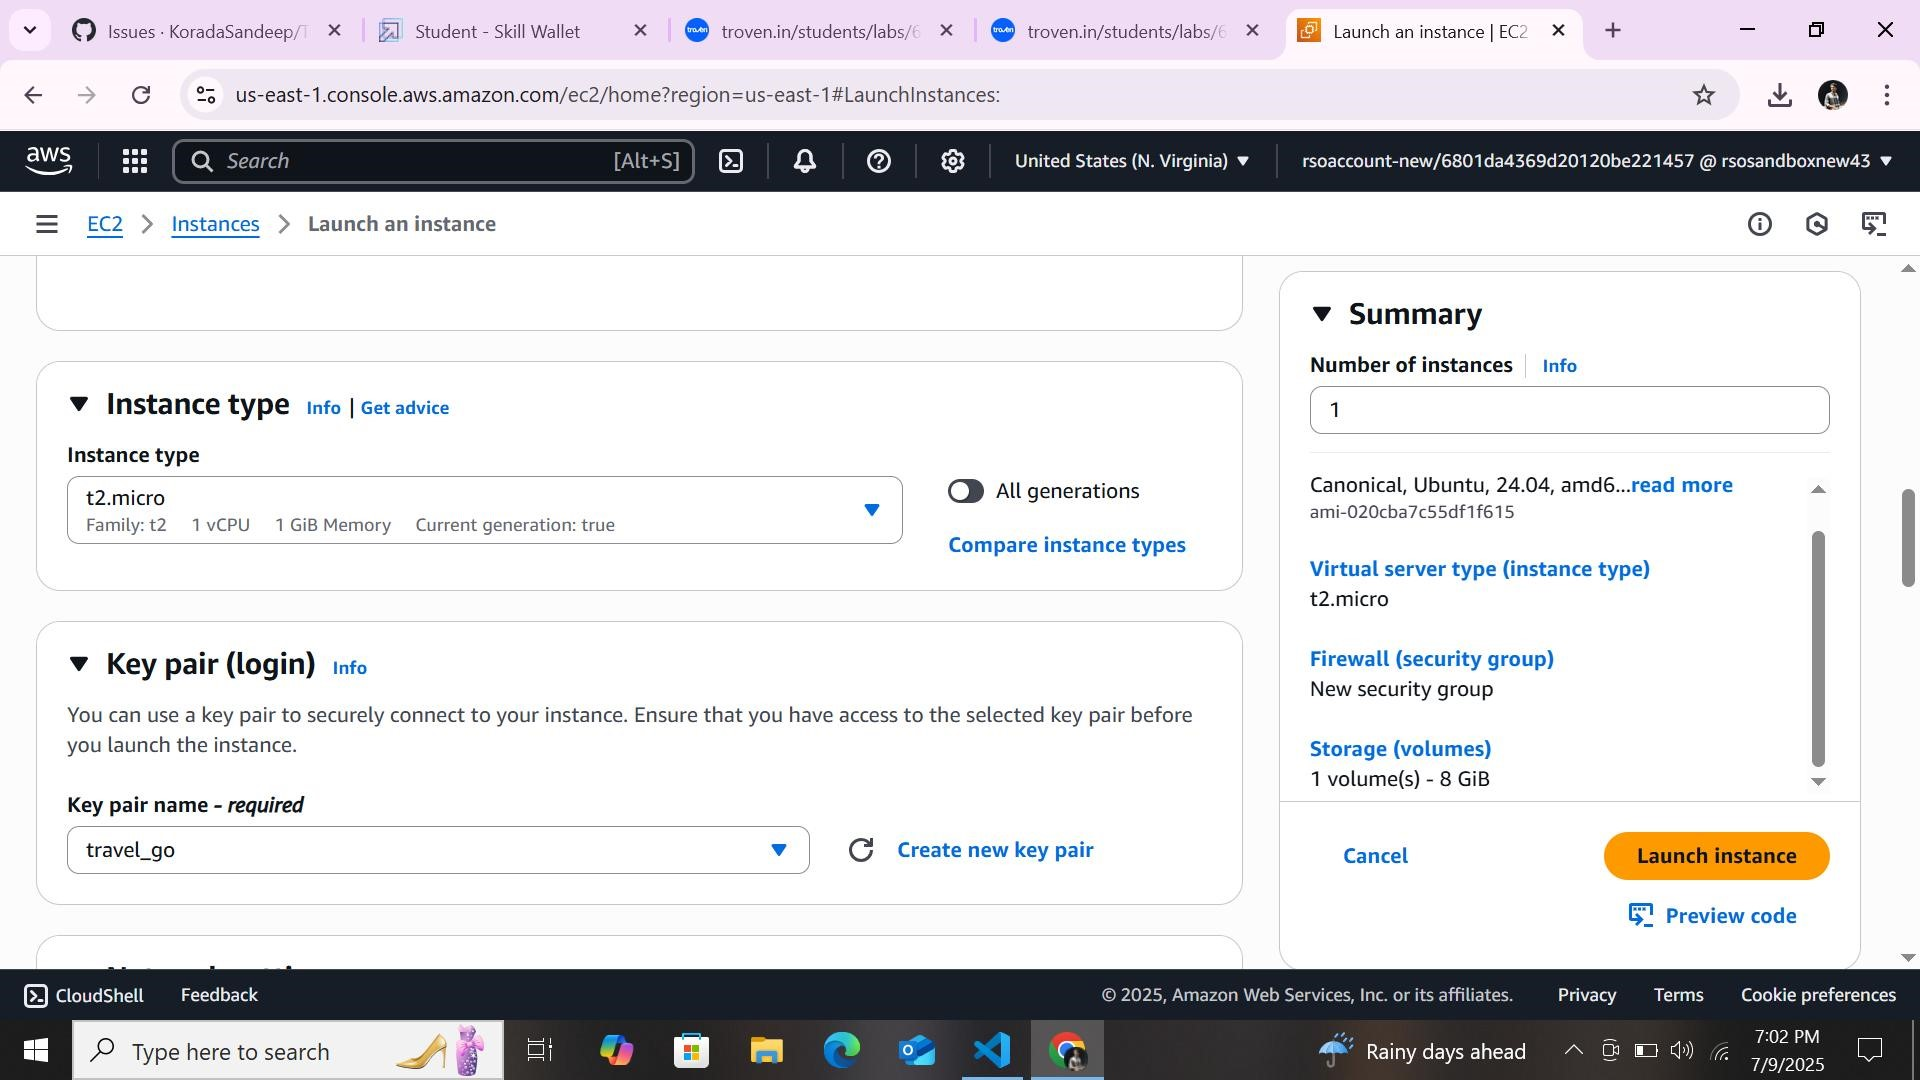 Issues · KoradaSandeep/T
Student - Skill Wallet
troven.in/students/labs/6
troven.in/students/labs/6
Launch an instance | EC2
us-east-1.console.aws.amazon.com/ec2/home?region=us-east-1#LaunchInstances:
aws
Search
[Alt+S]
United States (N. Virginia)
rsoaccount-new/6801da4369d20120be221457 @ rsosandboxnew43
EC2
Instances
Launch an instance
Instance type
Info | Get advice
Instance type
t2.micro
Family: t2 1 vCPU 1 GiB Memory Current generation: true
All generations
Compare instance types
Key pair (login)
Info
You can use a key pair to securely connect to your instance. Ensure that you have access to the selected key pair before
you launch the instance.
Key pair name - required
travel_go
Create new key pair
Summary
Number of instances
Info
1
Canonical, Ubuntu, 24.04, amd6...read more
ami-020cba7c55df1f615
Virtual server type (instance type)
t2.micro
Firewall (security group)
New security group
Storage (volumes)
1 volume(s) - 8 GiB
Cancel
Launch instance
Preview code
CloudShell
Feedback
© 2025, Amazon Web Services, Inc. or its affiliates.
Privacy
Terms
Cookie preferences
Type here to search
Rainy days ahead
7:02 PM
7/9/2025